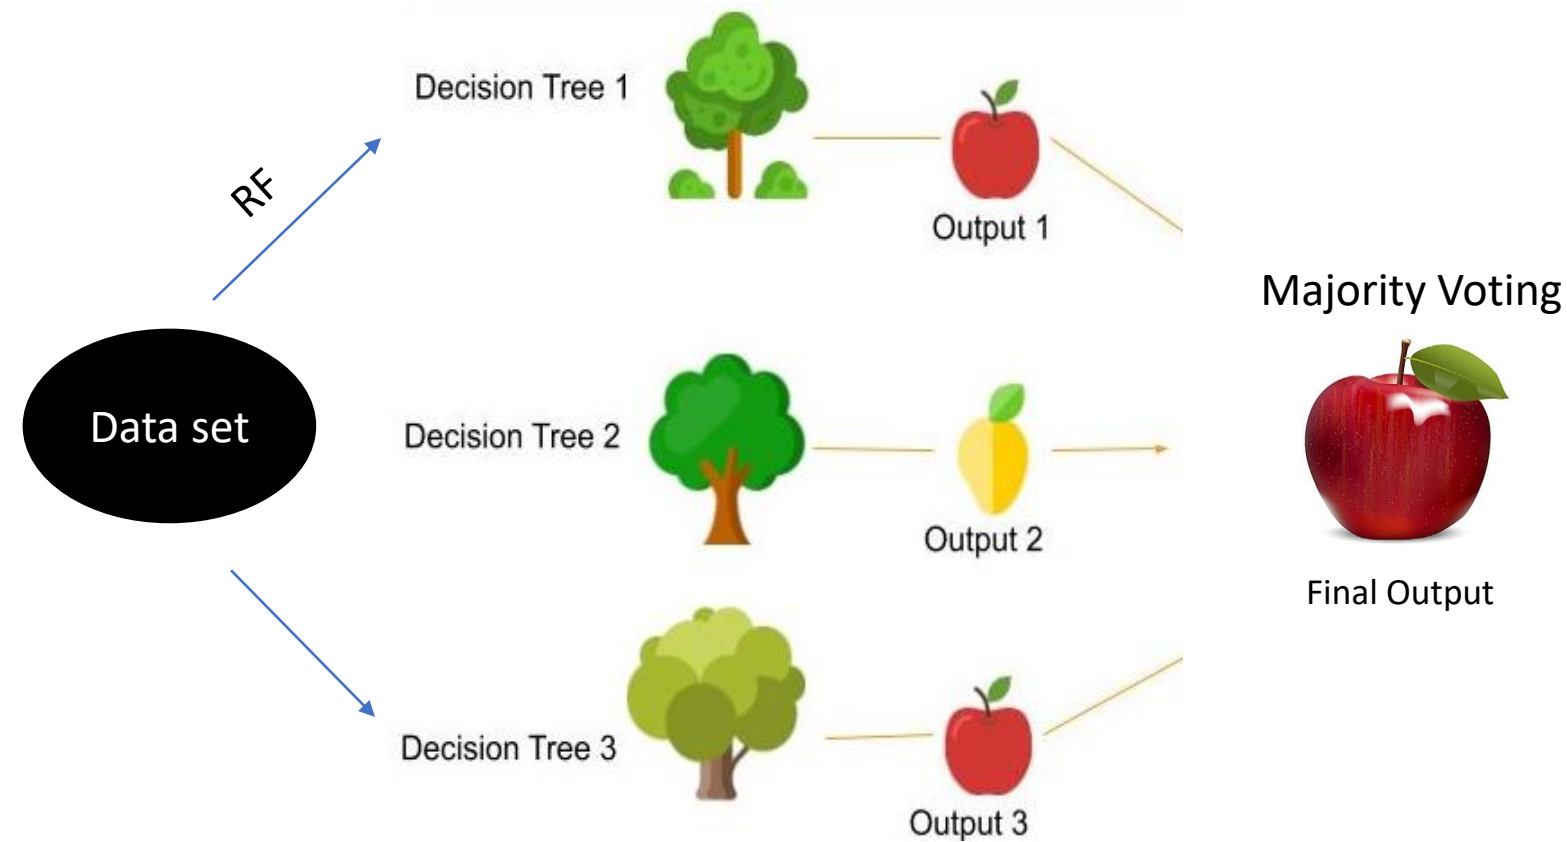 Decision Tree 1
RF
Output 1
Majority Voting
Data set
Decision Tree 2
Output 2
Final Output
Decision Tree 3
Output 3